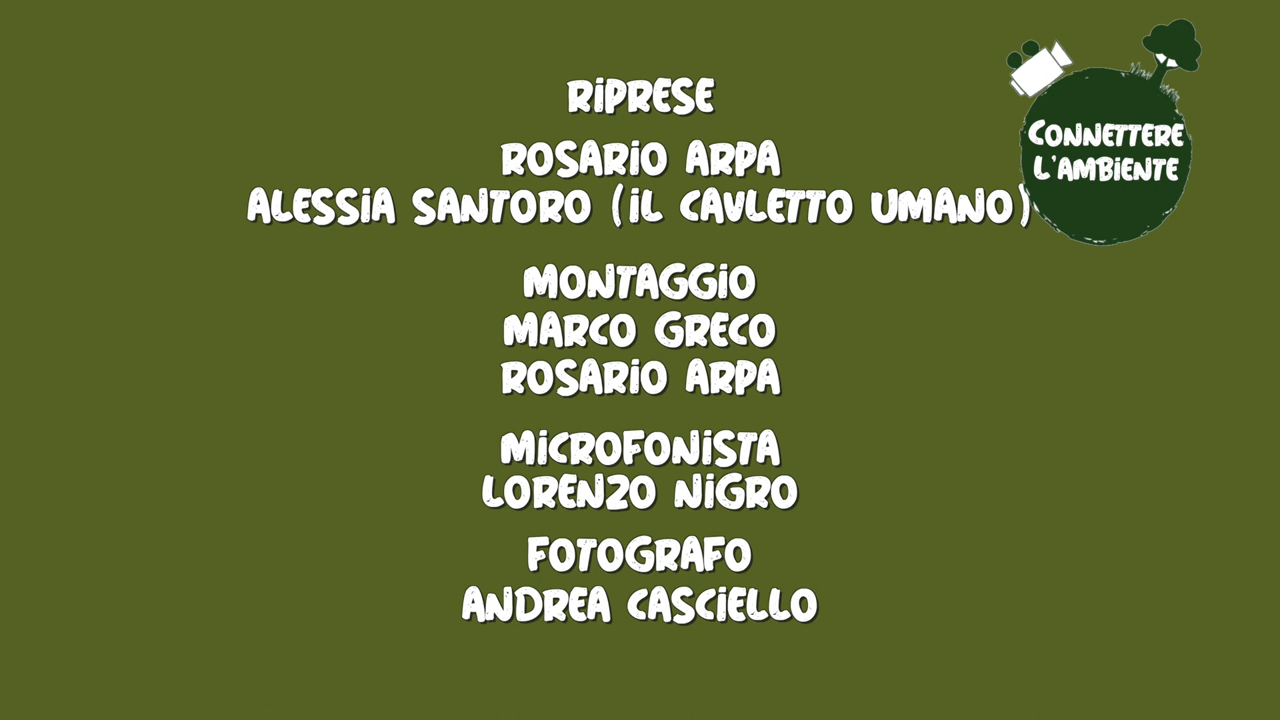 RIPRESE
ROSARIO ARPA
ALESSIA SANTORO (IL CAVLETTO UMANO)
MONTAGGIO
MARCO GRECO
ROSARIO ARPA
MICROFONISTA
LORENZO NIGRO
FOTOGRAFO
ANDREA CASCIELLO
CONNETTERE
L'AMBIENTE